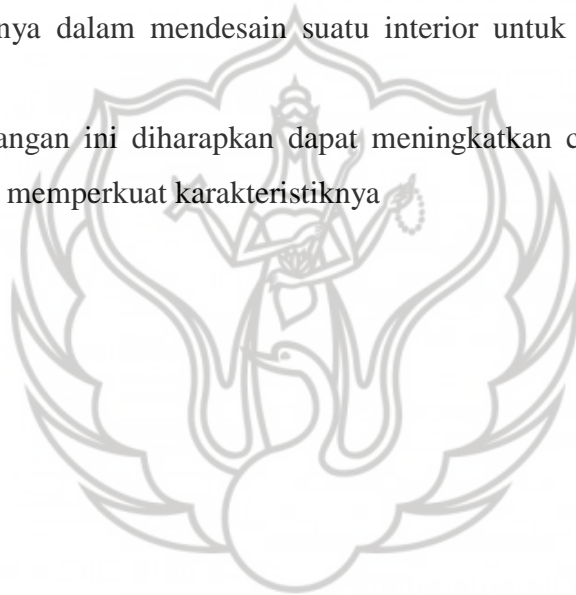 nya dalam mendesain suatu interior untuk
angan ini diharapkan dapat meningkatkan c
memperkuat karakteristiknya